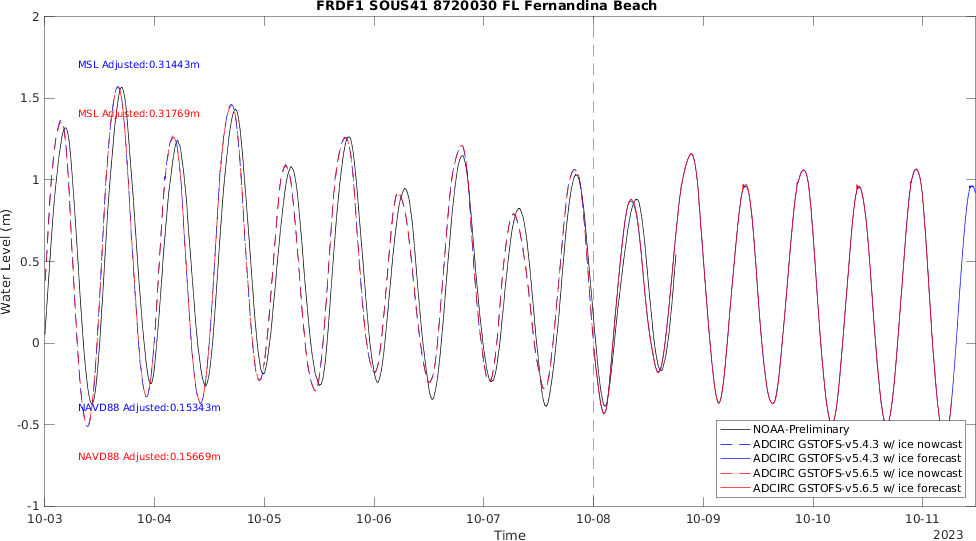 FRDF1 SOUS41 8720030 FL Fernandina Beach
2
1.5
1
0.5
0
-0.5
-1
Water Level (m)
MSL Adjusted:0.31443m
MSL Adjusted:0.31769m
NAVD88 Adjusted:0.15343m
NAVD88 Adjusted:0.15669m
NOAA-Preliminary
ADCIRC GSTOFS-v5.4.3 w/ ice nowcast
ADCIRC GSTOFS-v5.4.3 w/ ice forecast
ADCIRC GSTOFS-v5.6.5 w/ ice nowcast
ADCIRC GSTOFS-v5.6.5 w/ ice forecast
10-03 10-04 10-05 10-06 10-07 10-08 10-09 10-10 10-11
Time
2023